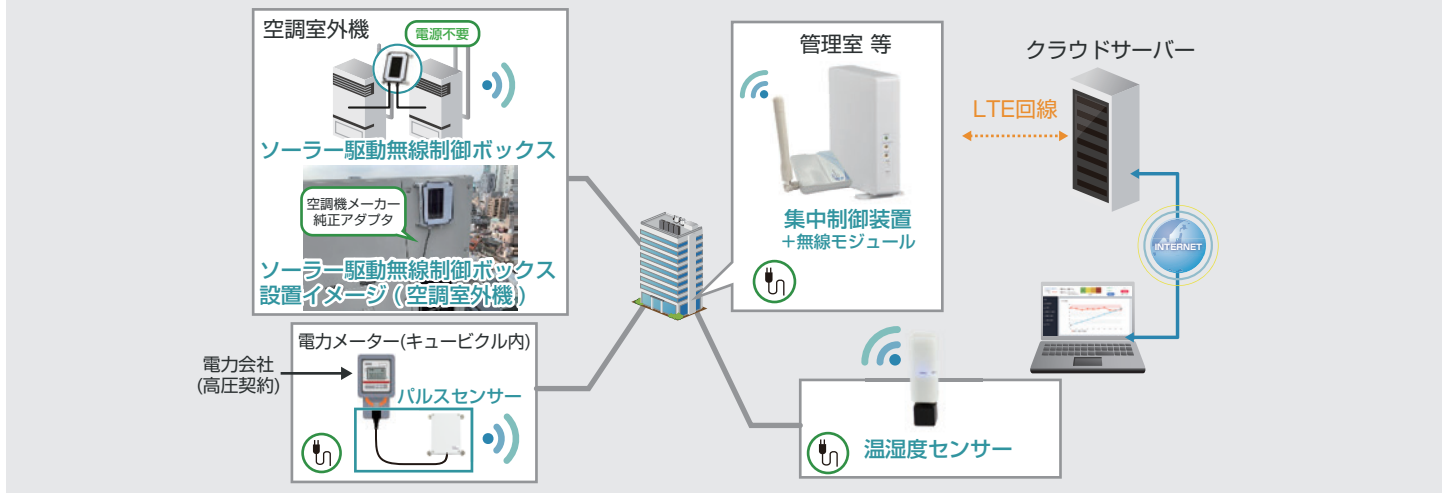 空調室外機
電源不要
ソーラー駆動無線制御ボックス
空調機メーカー
純正アダプタ
ソーラー駆動無線制御ボックス
設置イメージ ( 空調室外機 )
電力会社
(高圧契約)
電力メーター(キュービクル内)
パルスセンサー
管理室 等
集中制御装置
+無線モジュール
温湿度センサー
クラウドサーバー
LTE回線
INTERNET